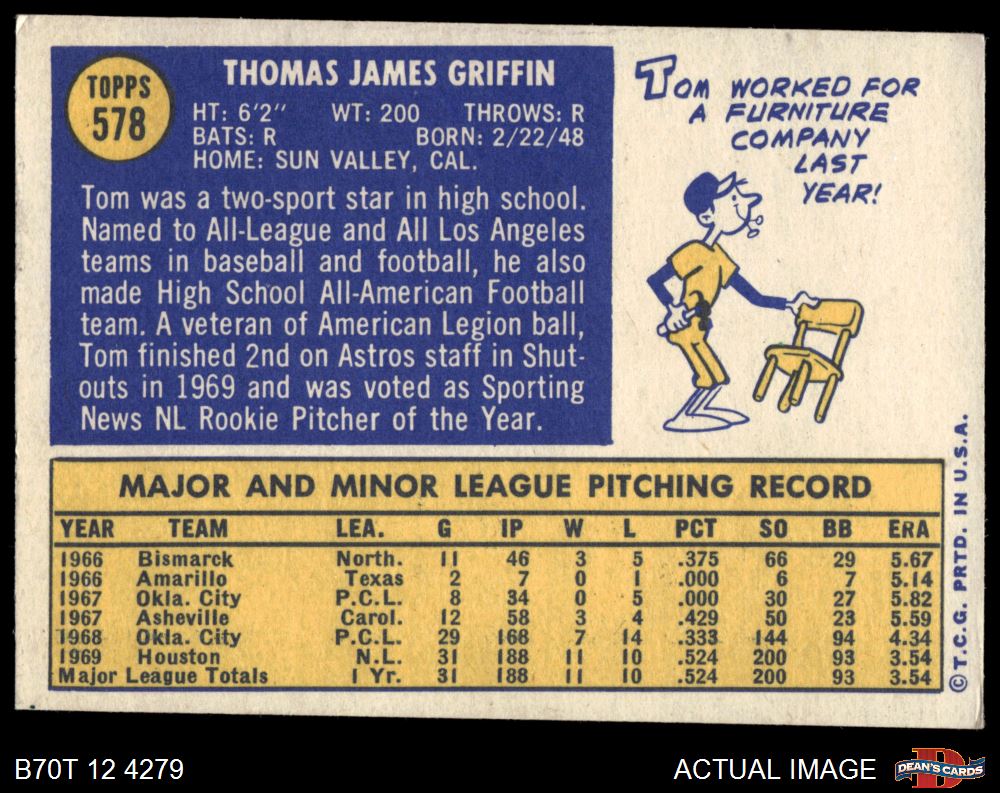 TOPPS
578
THOMAS JAMES GRIFFIN
HT: 6'2" WT: 200 THROWS: R
BATS: R BORN: 2/22/48
HOME: SUN VALLEY, CAL.
Tom was a two-sport star in high school.
Named to All-League and All Los Angeles
teams in baseball and football, he also
made High School All-American Football
team. A veteran of American Legion ball,
Tom finished 2nd on Astros staff in Shut-
outs in 1969 and was voted as Sporting
News NL Rookie Pitcher of the Year.
TOM WORKED FOR
A FURNITURE
COMPANY
LAST
YEAR!
MAJOR AND MINOR LEAGUE PITCHING RECORD
YEAR TEAM LEA. G IP W L PCT SO BB ERA
1966 Bismarck North. 11 46 3 5 .375 66 29 5.67
1966 Amarillo Texas 2 7 0 1 .000 6 7 5.14
1967 Okla. City P.C.L. 8 34 0 5 .000 30 27 5.82
1967 Asheville Carol. 12 58 3 4 .429 50 23 5.59
1968 Okla. City P.C.L. 29 168 7 14 .333 144 94 4.34
1969 Houston N.L. 31 188 11 10 .524 200 93 3.54
Major League Totals 1 Yr. 31 188 11 10 .524 200 93 3.54
©T.C.G. PRTD. IN U.S.A.
B70T 12 4279
ACTUAL IMAGE
DEAN'S CARDS